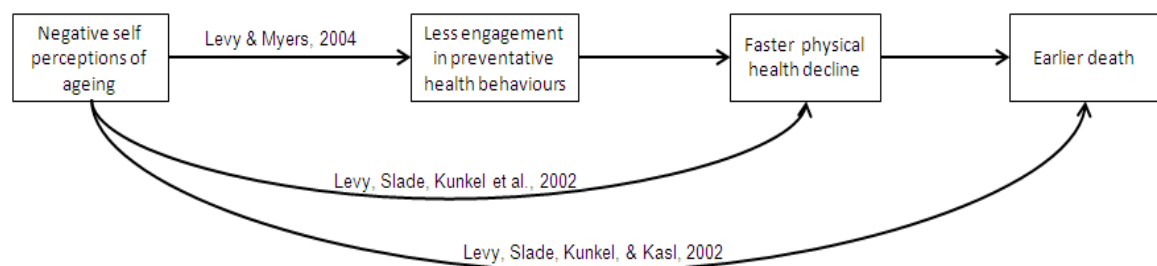 Negative self
perceptions of
ageing
Levy & Myers, 2004
Less engagement
in preventative
health behaviours
Faster physical
health decline
Earlier death
Levy, Slade, Kunkel et al., 2002
Levy, Slade, Kunkel, & Kasl, 2002